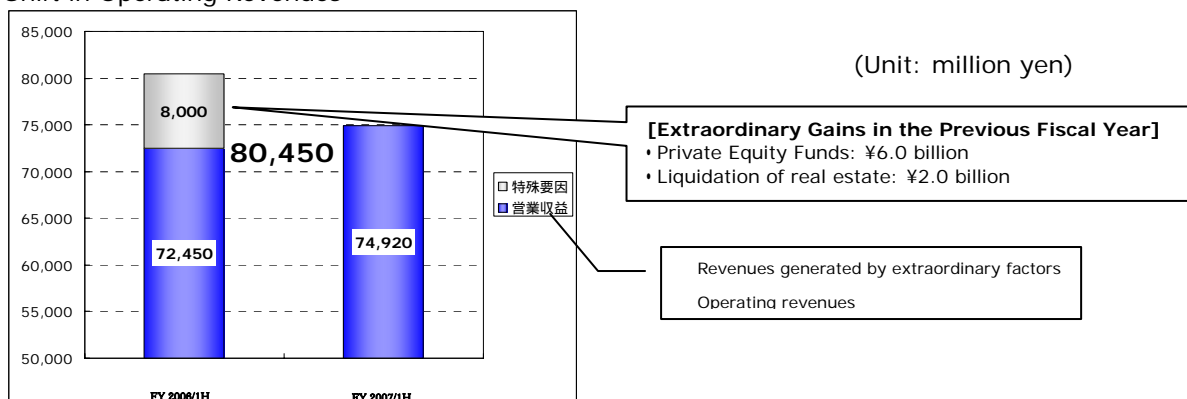 Shift in Operating Revenues
(Unit: million yen)
85,000
80,000
75,000
70,000
65,000
60,000
55,000
50,000
8,000
80,450
72,450
74,920
FY 2006/1H
FY 2007/1H
特殊要因
営業収益
[Extraordinary Gains in the Previous Fiscal Year]
• Private Equity Funds: ¥6.0 billion
• Liquidation of real estate: ¥2.0 billion
Revenues generated by extraordinary factors
Operating revenues